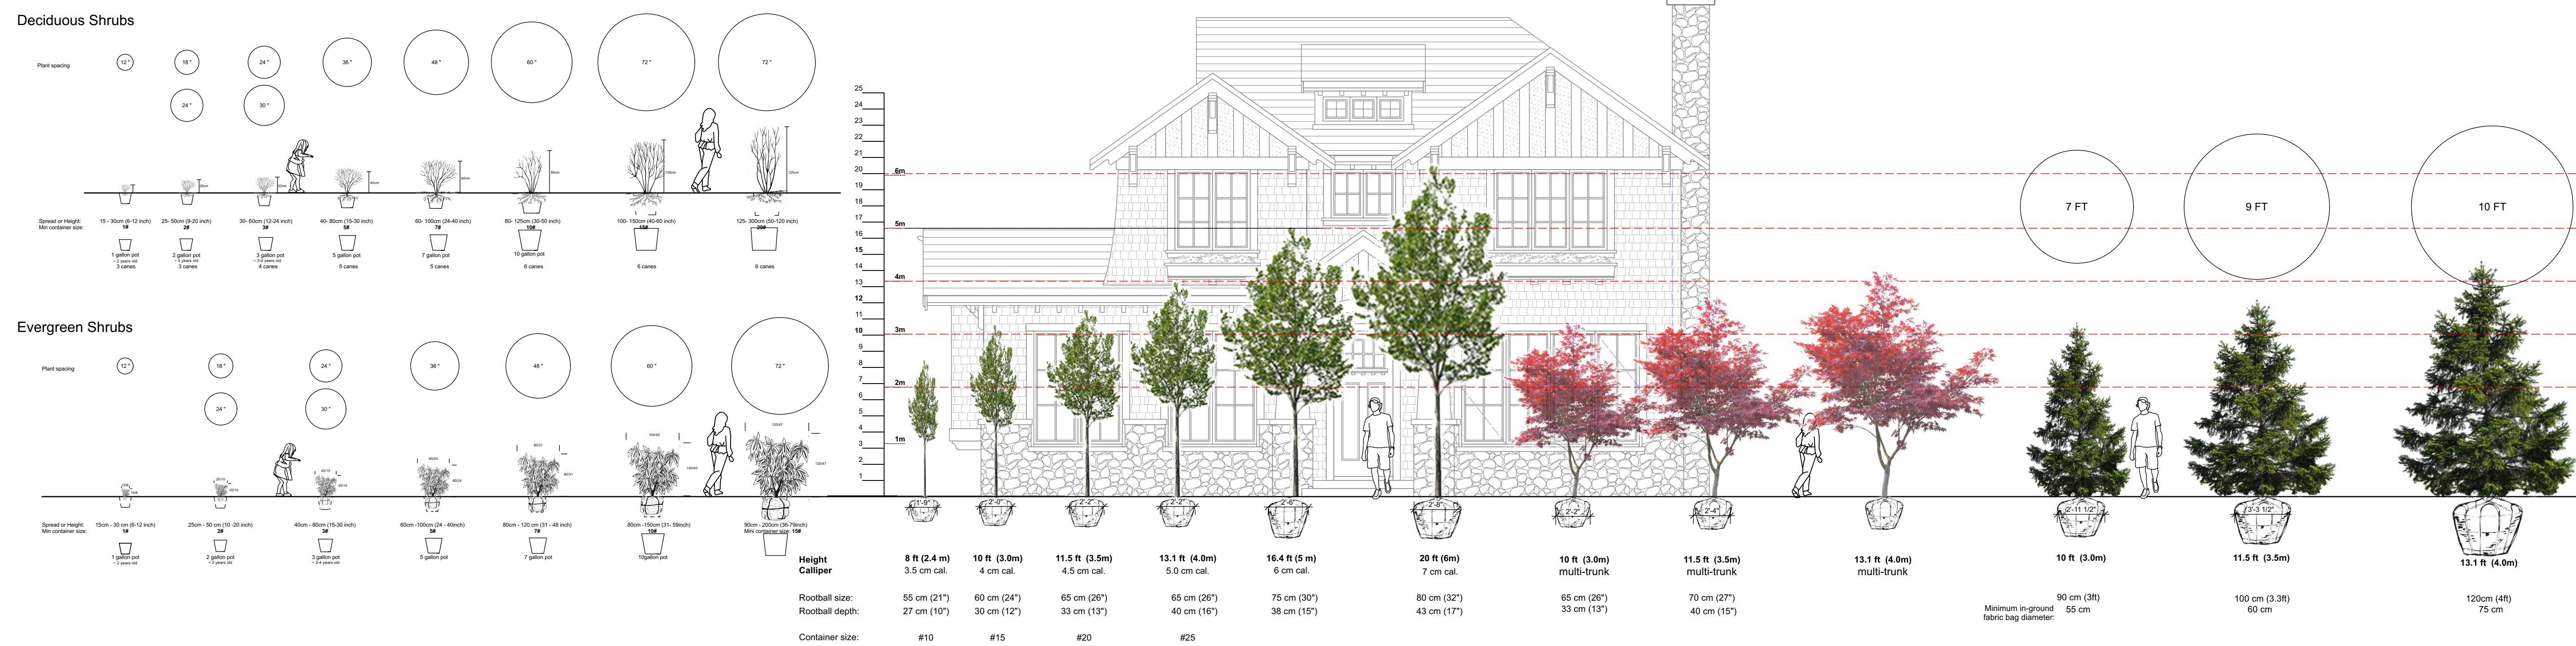 Deciduous Shrubs
Plant spacing
12 "
18 "
24 "
36 "
48 "
60 "
72 "
72 "
24 "
30 "
Spread or Height:
15 - 30cm (6-12 inch)
25- 50cm (9-20 inch)
30- 60cm (12-24 inch)
40- 80cm (15-30 inch)
60- 100cm (24-40 inch)
80- 125cm (30-50 inch)
100- 150cm (40-60 inch)
125- 300cm (50-120 inch)
Min container size:
1#
2#
3#
5#
7#
10#
15#
20#
1 gallon pot
2 gallon pot
3 gallon pot
5 gallon pot
7 gallon pot
10 gallon pot
~ 2 years old
~ 3 years old
~ 3-4 years old
3 canes
3 canes
4 canes
5 canes
5 canes
6 canes
6 canes
6 canes
Evergreen Shrubs
Plant spacing
12 "
18 "
24 "
36 "
48 "
60 "
72 "
24 "
30 "
Spread or Height:
15cm - 30 cm (6-12 inch)
25cm - 50 cm (10 -20 inch)
40cm - 80cm (15-30 inch)
60cm -100cm (24 - 40inch)
80cm - 120 cm (31 - 48 inch)
80cm -150cm (31- 59inch)
90cm - 200cm (36-79inch)
Min container size:
1#
2#
3#
5#
7#
10#
Mini container size: 15#
1 gallon pot
2 gallon pot
3 gallon pot
5 gallon pot
7 gallon pot
10gallon pot
~ 2 years old
~ 3 years old
~ 3-4 years old
25
24
23
22
21
20
19
18
17
16
15
14
13
12
11
10
9
8
7
6
5
4
3
2
1
6m
5m
4m
3m
2m
1m
7 FT
9 FT
10 FT
1'-9"
2'-0"
2'-2"
2'-2"
2'-6"
2'-8"
2'-2"
2'-4"
2'-11 1/2"
3'-3 1/2"
Height
8 ft (2.4 m)
10 ft (3.0m)
11.5 ft (3.5m)
13.1 ft (4.0m)
16.4 ft (5 m)
20 ft (6m)
10 ft (3.0m)
11.5 ft (3.5m)
13.1 ft (4.0m)
10 ft (3.0m)
11.5 ft (3.5m)
13.1 ft (4.0m)
Calliper
3.5 cm cal.
4 cm cal.
4.5 cm cal.
5.0 cm cal.
6 cm cal.
7 cm cal.
multi-trunk
multi-trunk
multi-trunk
Rootball size:
55 cm (21")
60 cm (24")
65 cm (26")
65 cm (26")
75 cm (30")
80 cm (32")
65 cm (26")
70 cm (27")
90 cm (3ft)
100 cm (3.3ft)
120cm (4ft)
Rootball depth:
27 cm (10")
30 cm (12")
33 cm (13")
40 cm (16")
38 cm (15")
43 cm (17")
33 cm (13")
40 cm (15")
Minimum in-ground
fabric bag diameter:
55 cm
60 cm
75 cm
Container size:
#10
#15
#20
#25